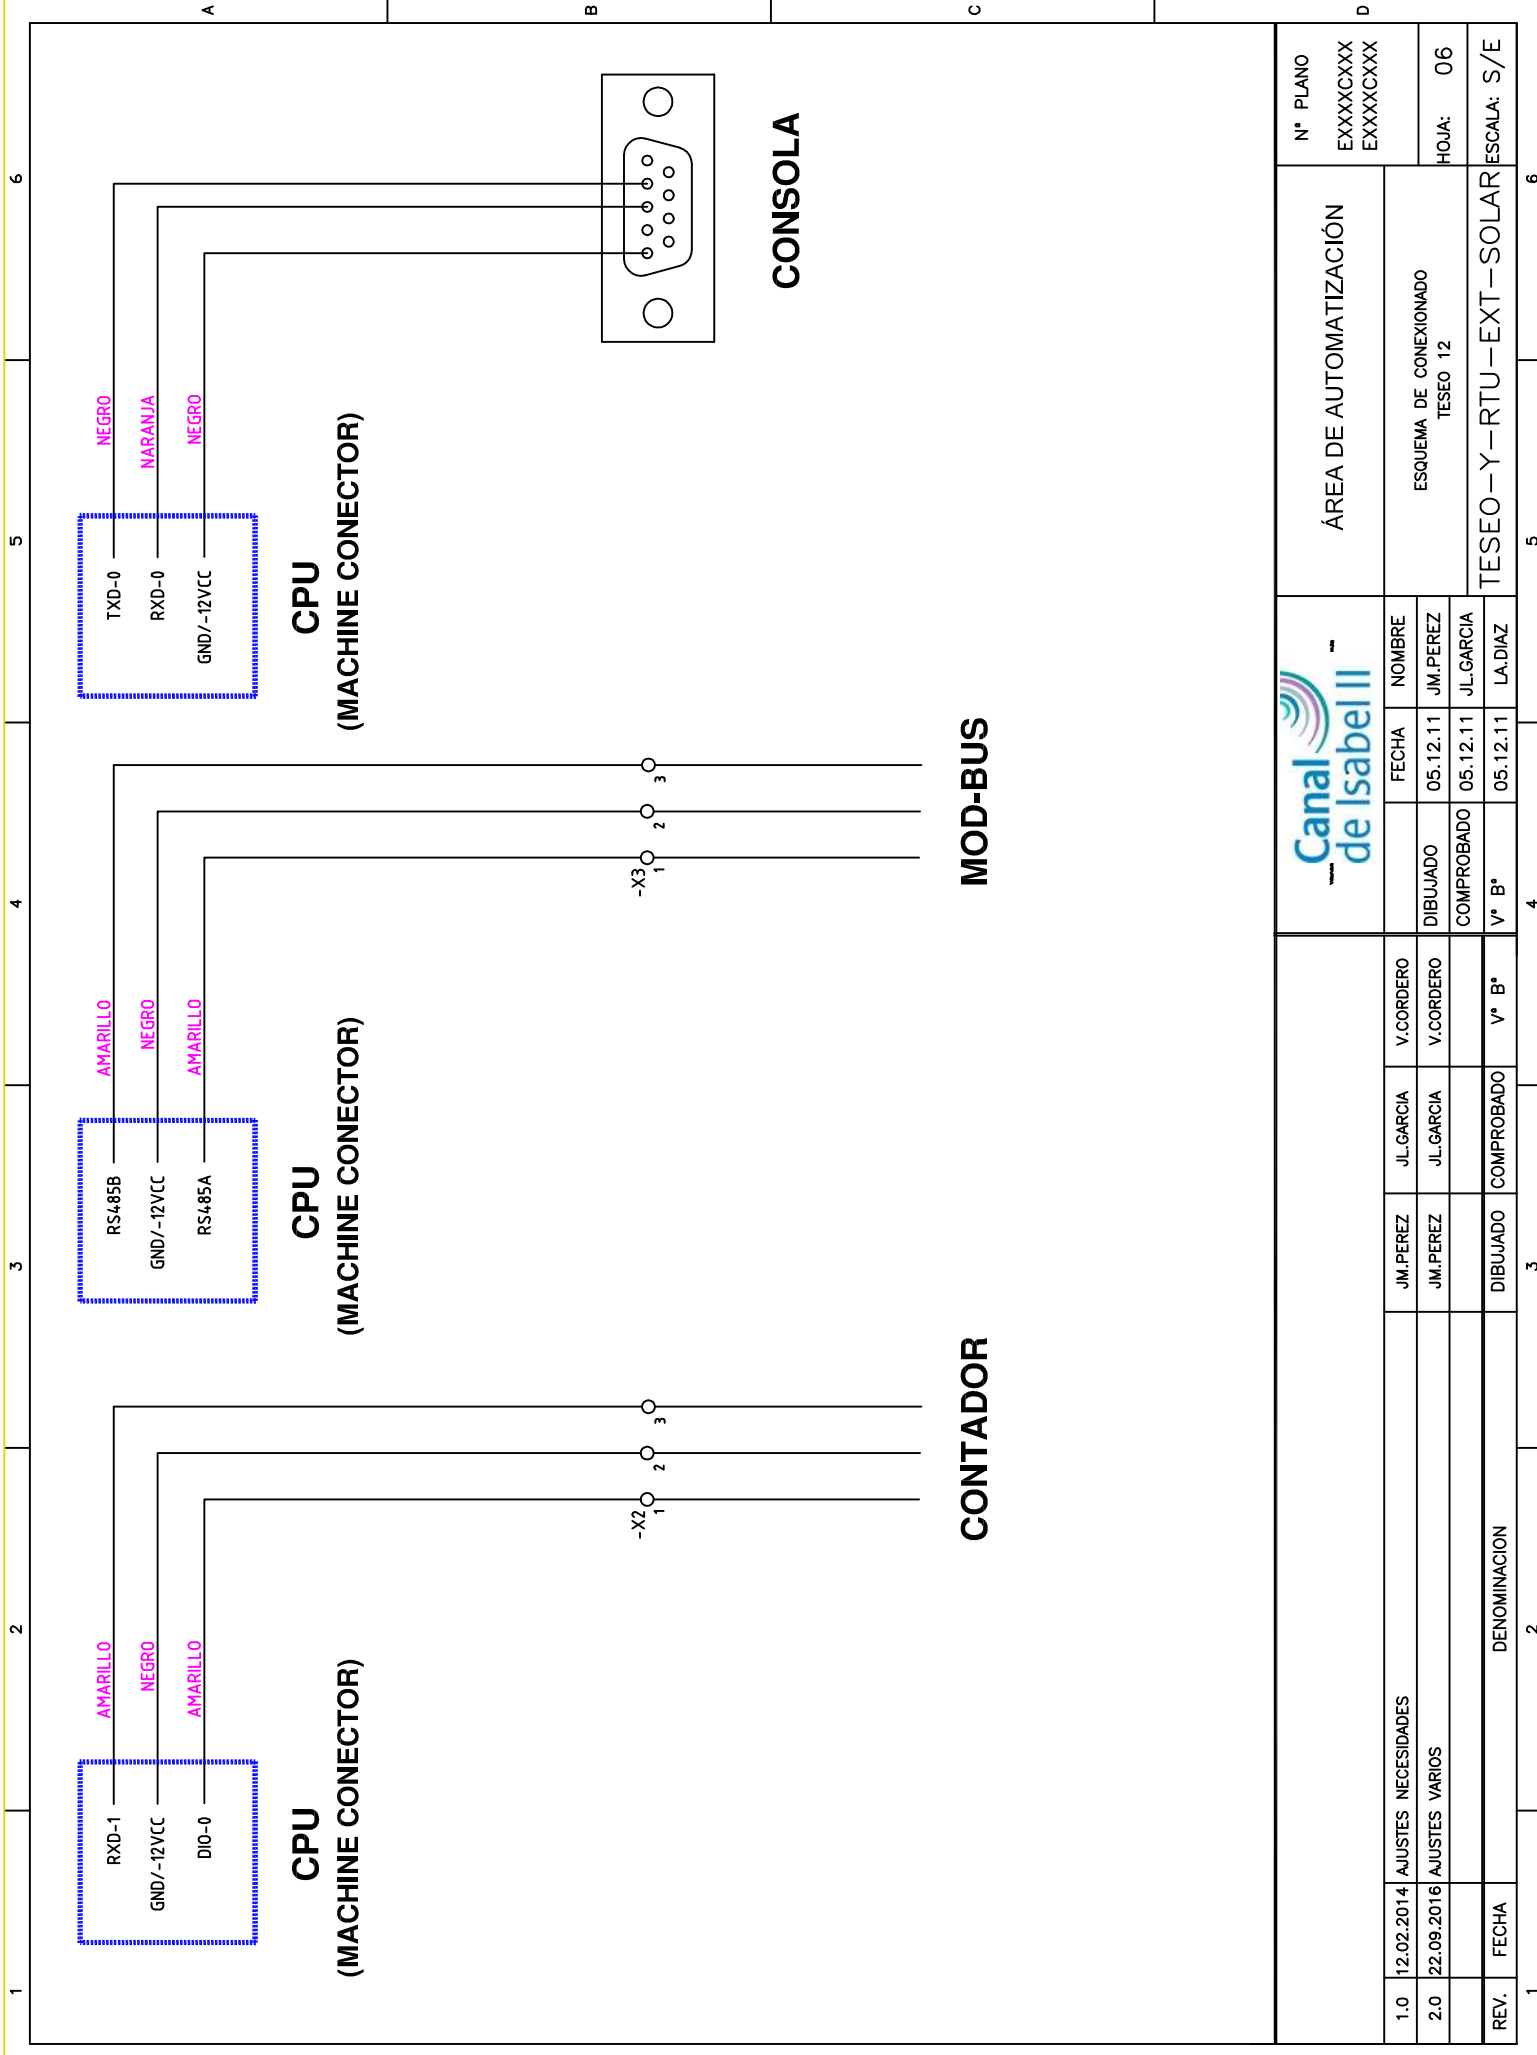 1 2 3 4 5 6
A
B
C
D
RXD-1
AMARILLO
GND/-12VCC
NEGRO
DIO-0
AMARILLO
CPU
(MACHINE CONECTOR)
-X2
1 2 3
CONTADOR
RS485B
AMARILLO
GND/-12VCC
NEGRO
RS485A
AMARILLO
CPU
(MACHINE CONECTOR)
-X3
1 2 3
MOD-BUS
TXD-0
NEGRO
RXD-0
NARANJA
GND/-12VCC
NEGRO
CPU
(MACHINE CONECTOR)
CONSOLA
1.0 12.02.2014 AJUSTES NECESIDADES JM.PEREZ JL.GARCIA V.CORDERO
2.0 22.09.2016 AJUSTES VARIOS JM.PEREZ JL.GARCIA V.CORDERO
REV. FECHA DENOMINACION DIBUJADO COMPROBADO Vº Bº
Canal
de Isabel II
FECHA NOMBRE
DIBUJADO 05.12.11 JM.PEREZ
COMPROBADO 05.12.11 JL.GARCIA
Vº Bº 05.12.11 LA.DIAZ
ÁREA DE AUTOMATIZACIÓN
ESQUEMA DE CONEXIONADO
TESEO 12
TESEO-Y-RTU-EXT-SOLAR
Nº PLANO
EXXXXCXXX
EXXXXCXXX
HOJA: 06
ESCALA: S/E
1 2 3 4 5 6